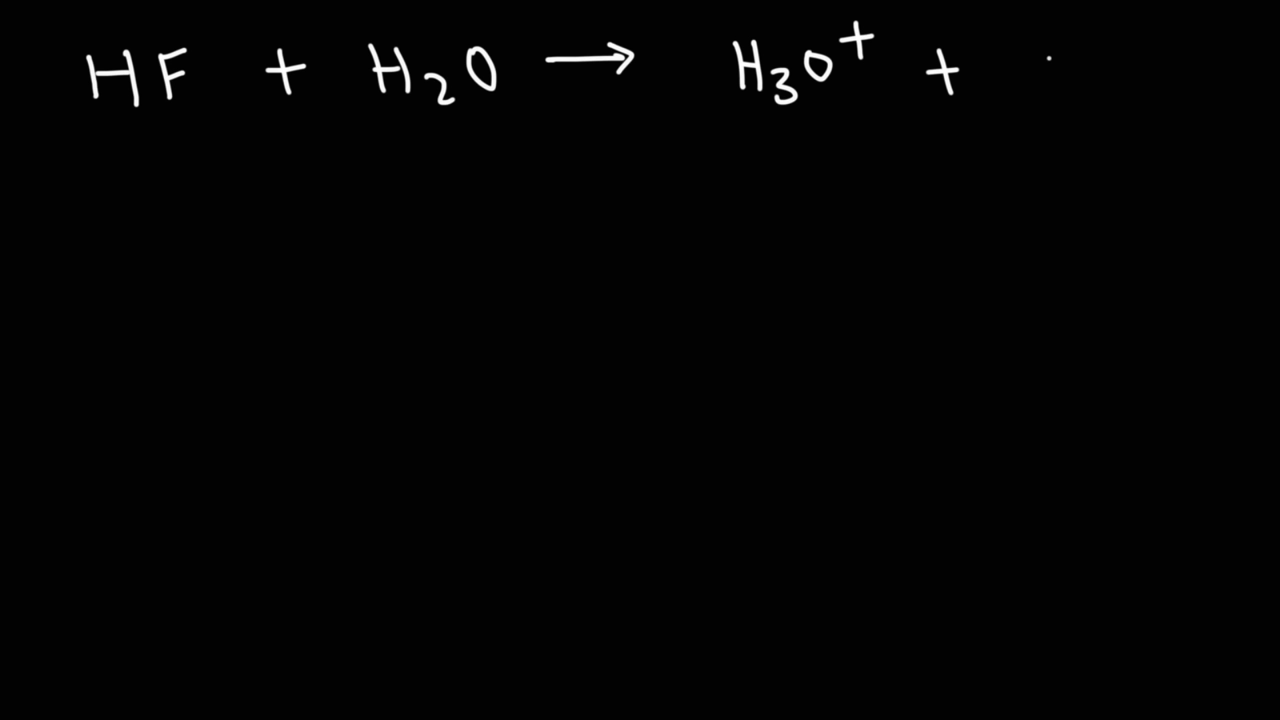 HF + H₂O → H₃O⁺ +